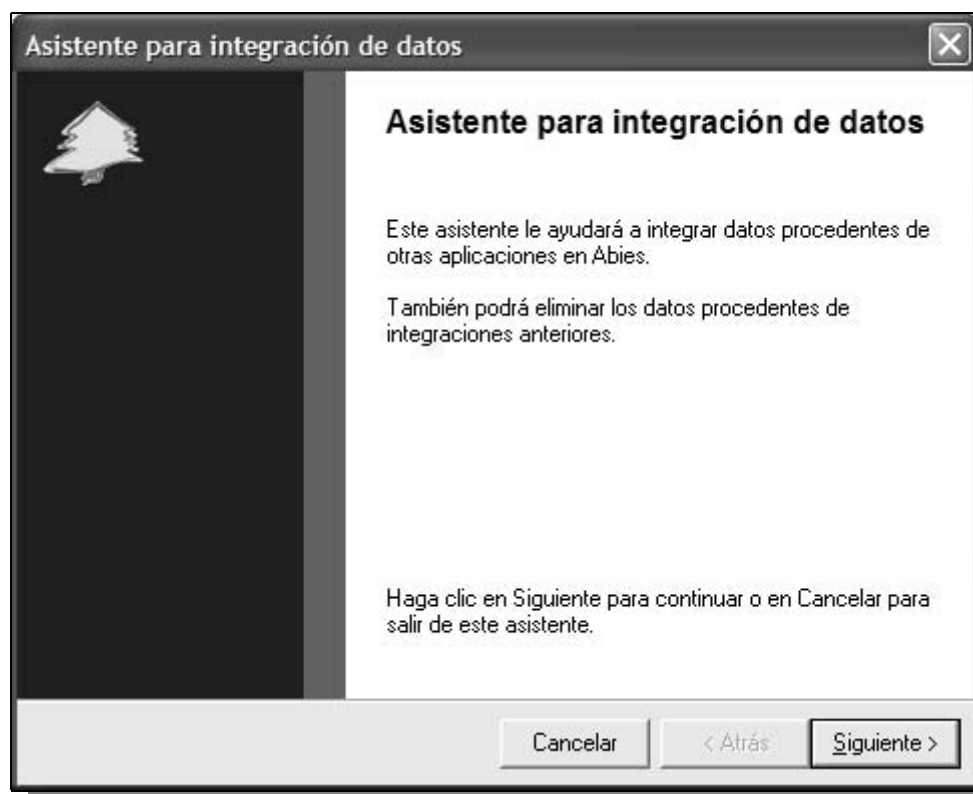 Asistente para integración de datos
Asistente para integración de datos
Este asistente le ayudará a integrar datos procedentes de
otras aplicaciones en Abies.
También podrá eliminar los datos procedentes de
integraciones anteriores.
Haga clic en Siguiente para continuar o en Cancelar para
salir de este asistente.
Cancelar
< Atrás
Siguiente >